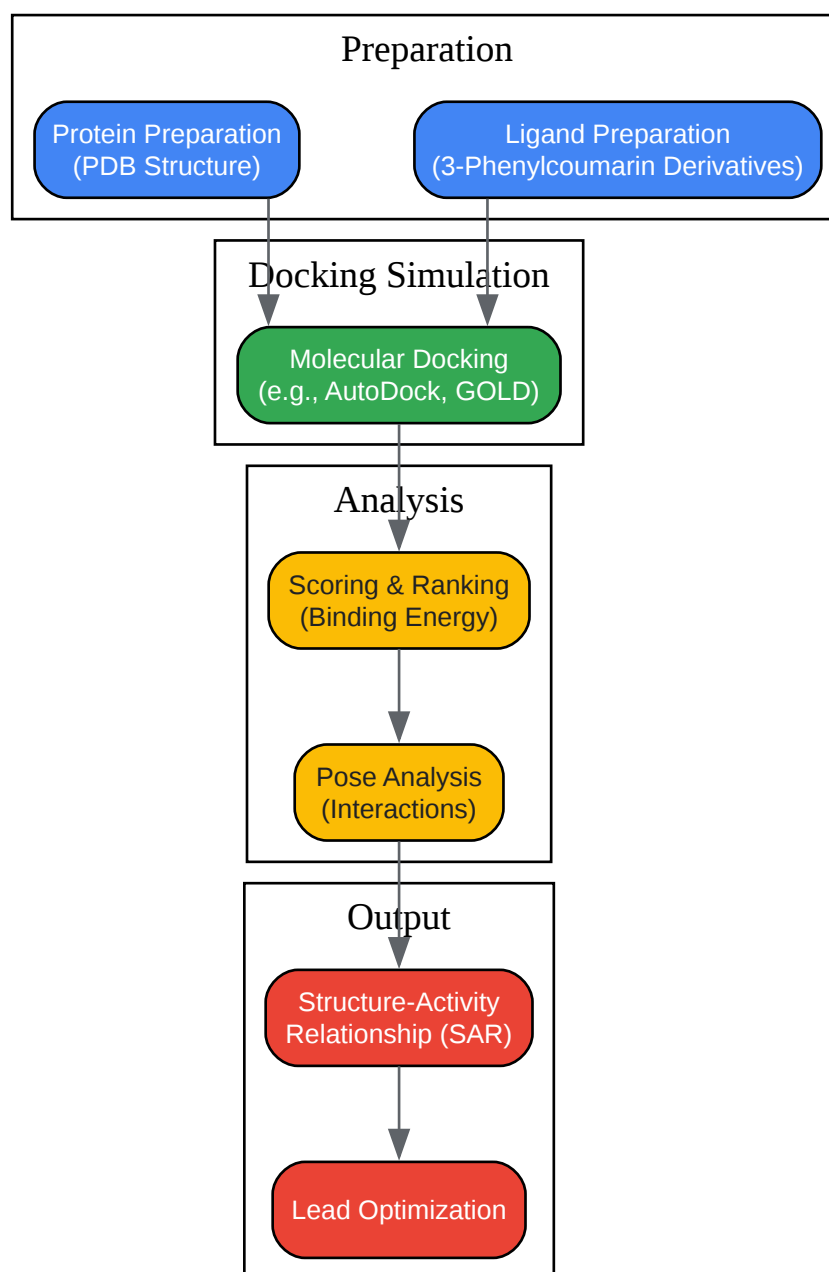 Preparation
Protein Preparation
(PDB Structure)
Ligand Preparation
(3-Phenylcoumarin Derivatives)
Docking Simulation
Molecular Docking
(e.g., AutoDock, GOLD)
Analysis
Scoring & Ranking
(Binding Energy)
Pose Analysis
(Interactions)
Output
Structure-Activity
Relationship (SAR)
Lead Optimization